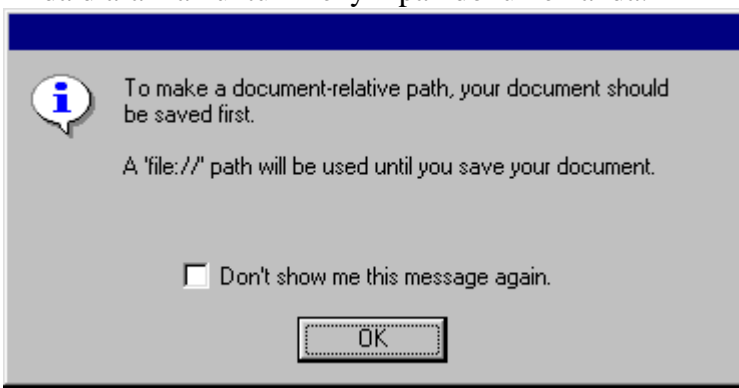 To make a document-relative path, your document should
be saved first.
A 'file://' path will be used until you save your document.
Don't show me this message again.
OK